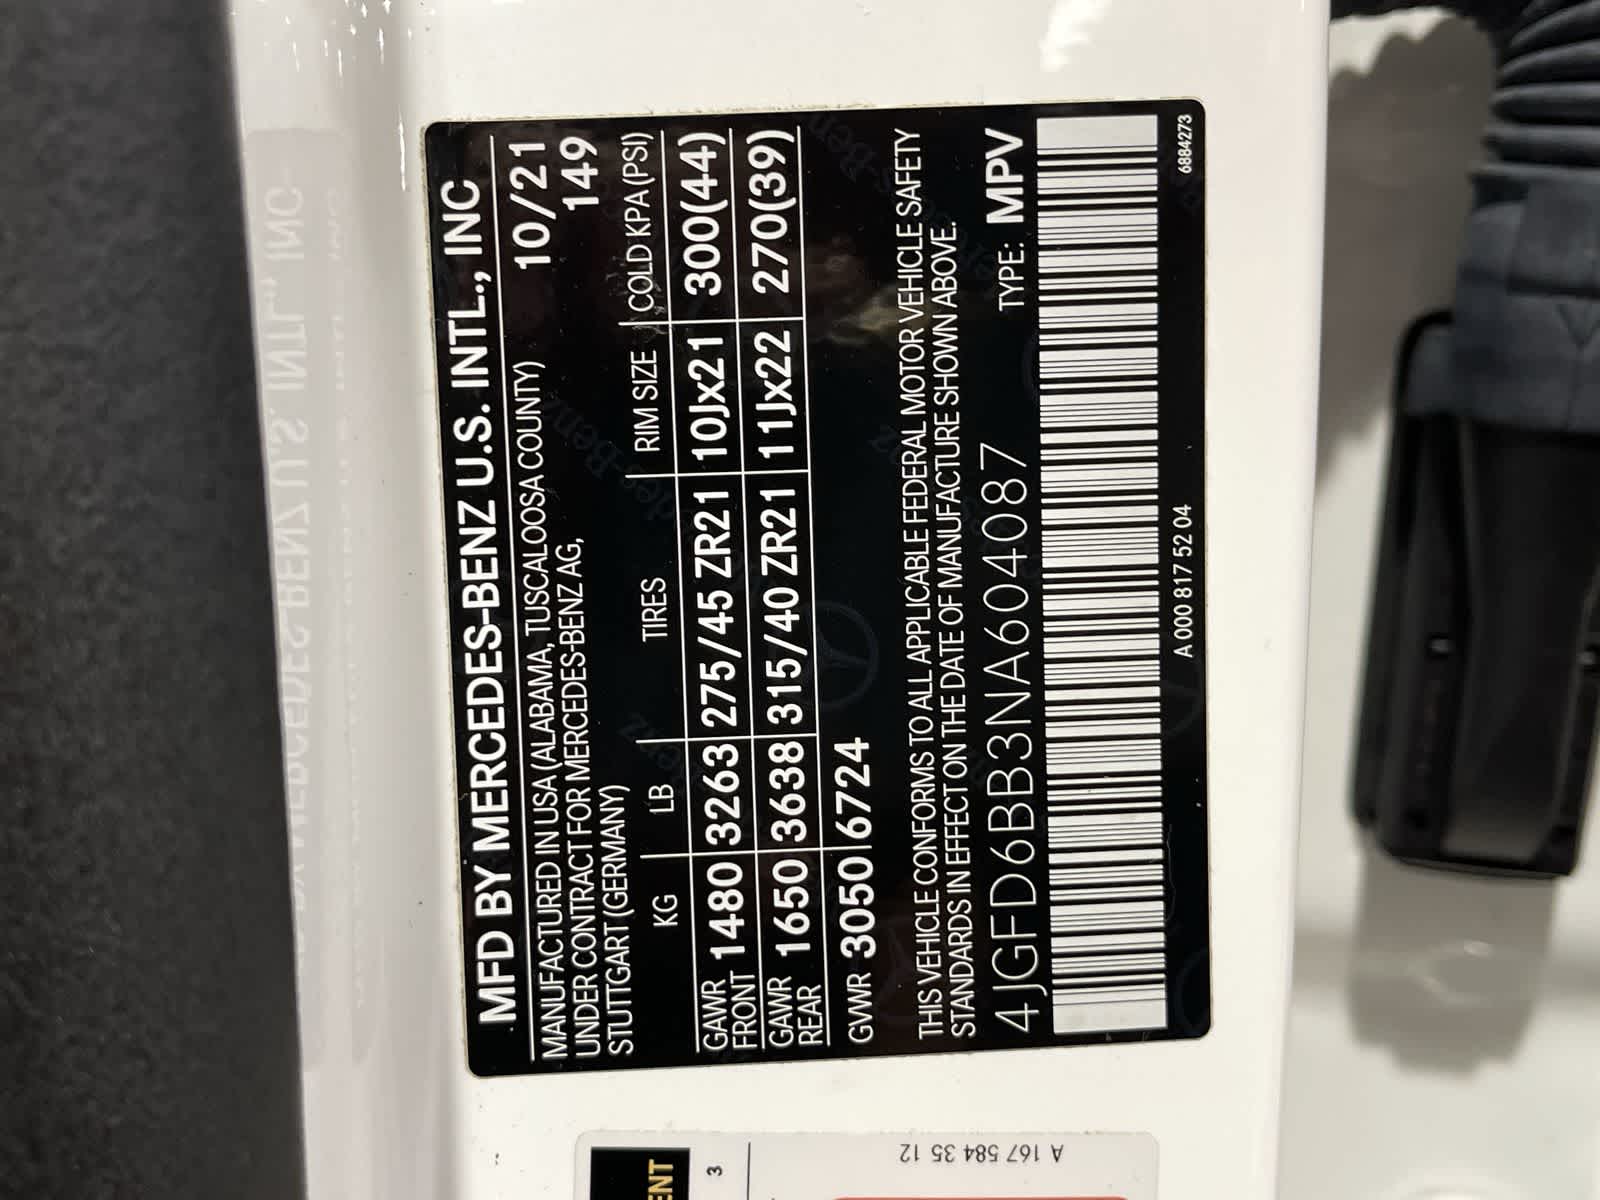 MFD BY MERCEDES-BENZ U.S. INTL., INC
MANUFACTURED IN USA (ALABAMA, TUSCALOOSA COUNTY) 10/21
UNDER CONTRACT FOR MERCEDES-BENZ AG, 149
STUTTGART (GERMANY)
KG LB TIRES RIM SIZE COLD KPA (PSI)
GAWR FRONT 1480 3263 275/45 ZR21 10Jx21 300(44)
GAWR REAR 1650 3638 315/40 ZR21 11Jx22 270(39)
GVWR 3050 6724
THIS VEHICLE CONFORMS TO ALL APPLICABLE FEDERAL MOTOR VEHICLE SAFETY
STANDARDS IN EFFECT ON THE DATE OF MANUFACTURE SHOWN ABOVE.
4JGFD6BB3NA604087 TYPE: MPV
A 000 817 52 04 6884273
ENT
3
A 167 584 35 12